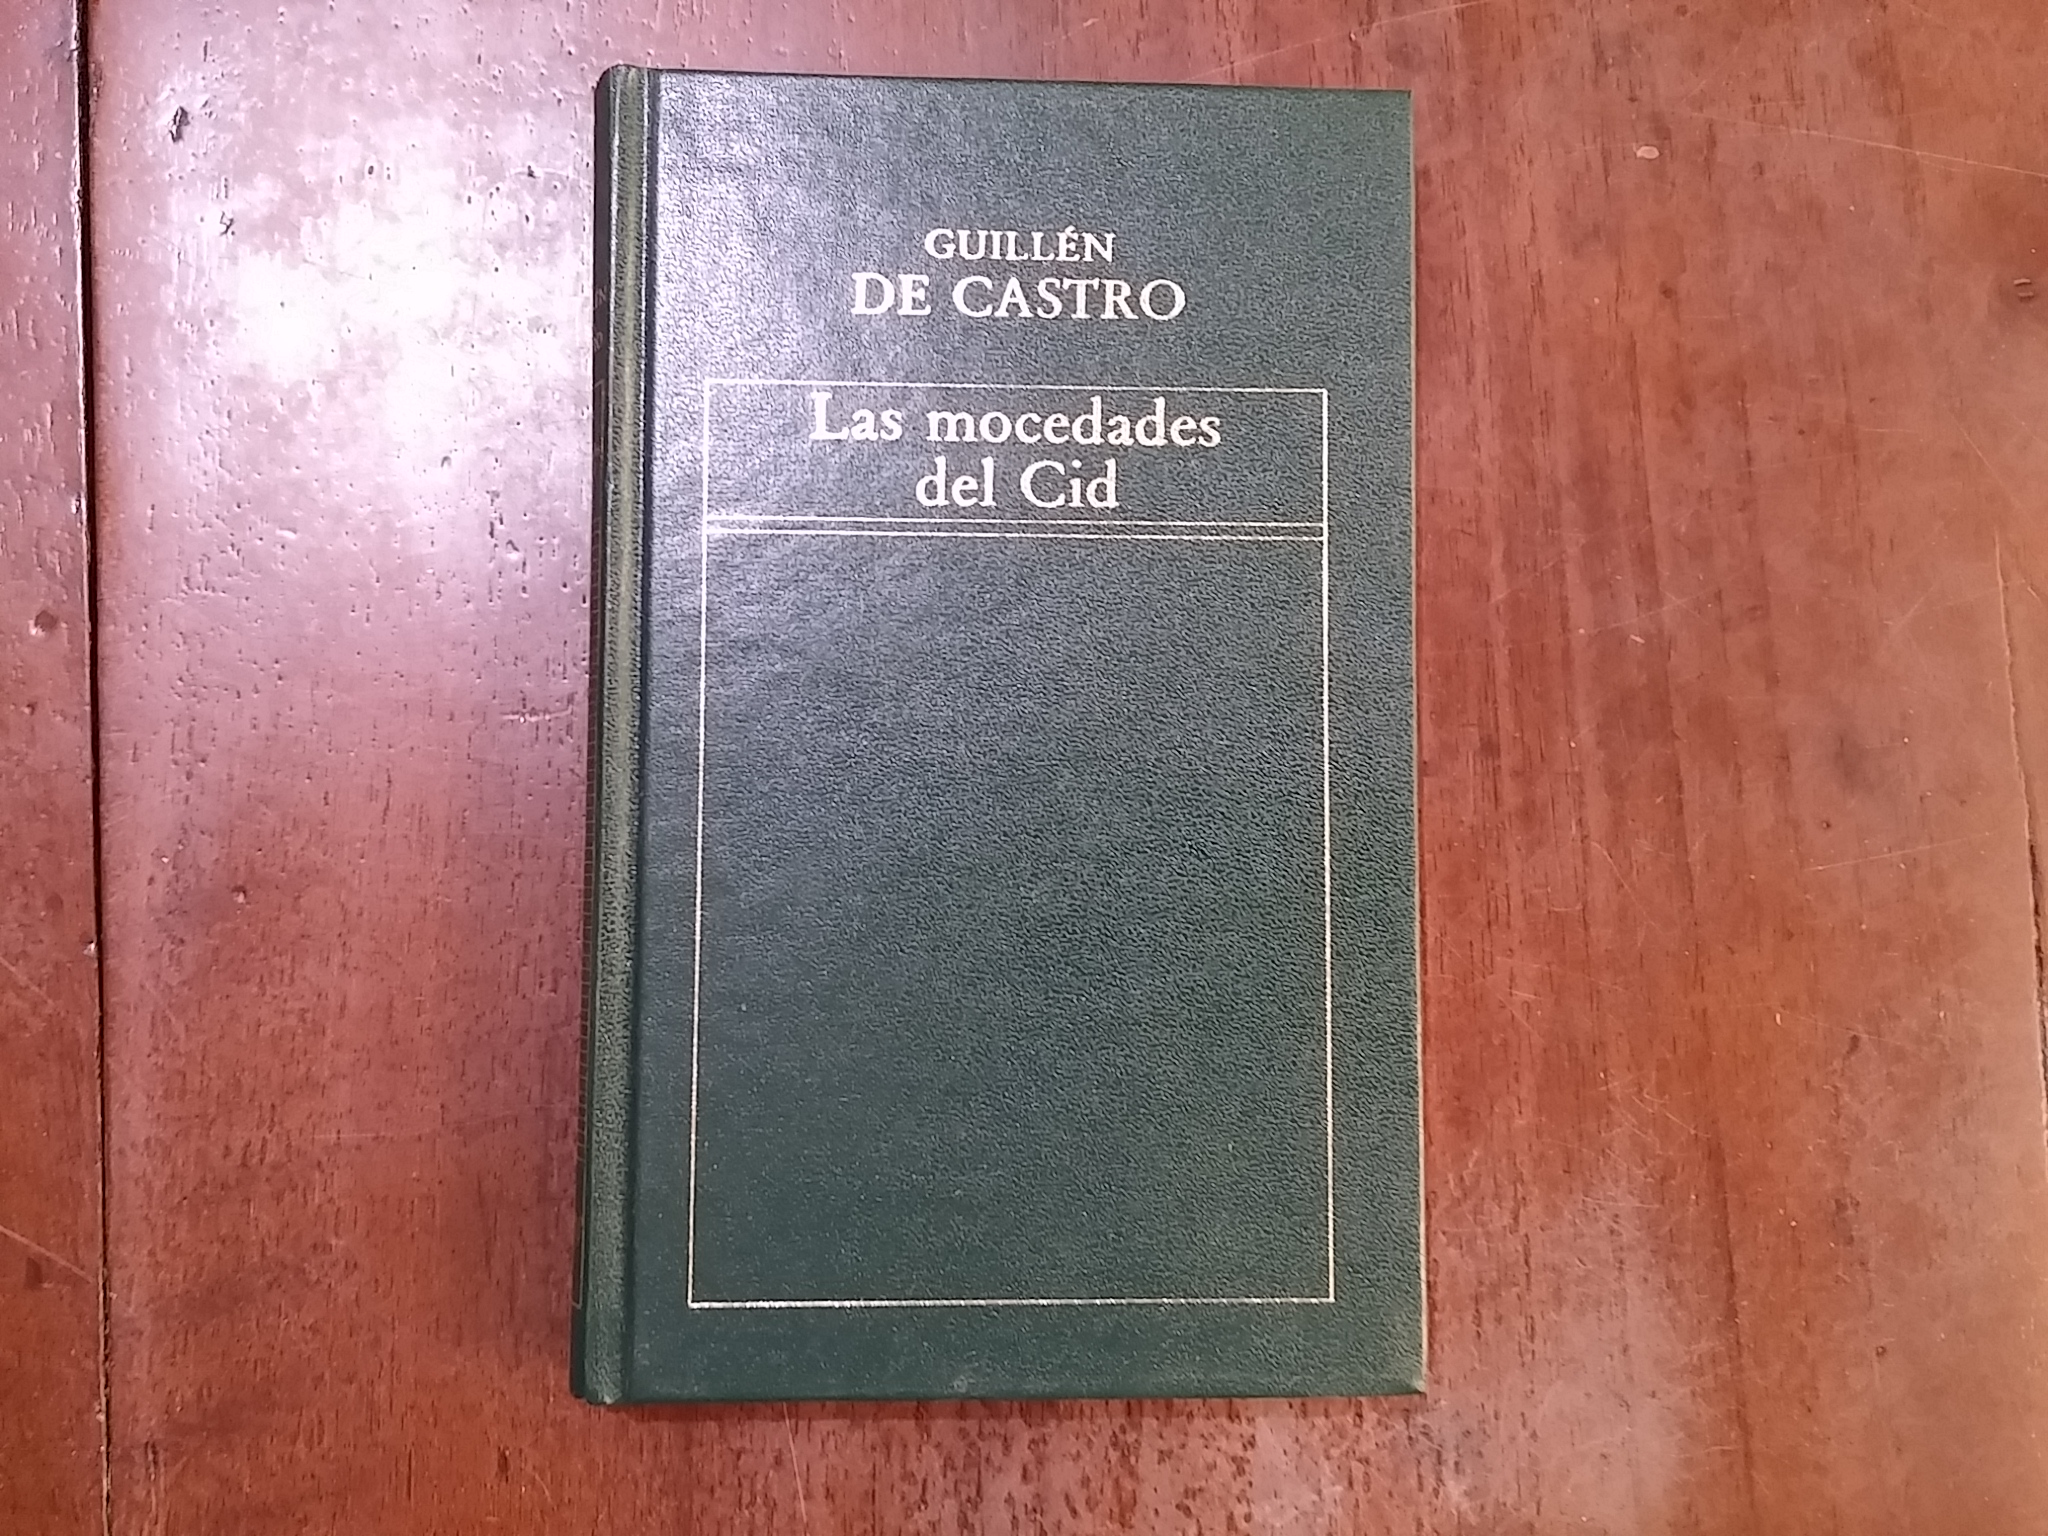 GUILLÉN
DE CASTRO
Las mocedades
del Cid